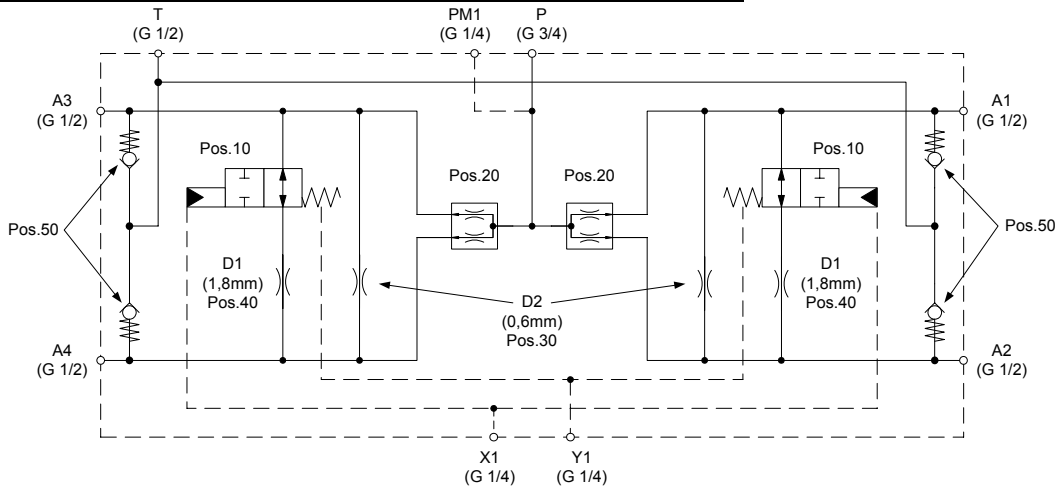 T
(G 1/2)
PM1
(G 1/4)
P
(G 3/4)
A3
(G 1/2)
A1
(G 1/2)
Pos.10
Pos.10
Pos.20
Pos.20
Pos.50
Pos.50
D1
(1,8mm)
Pos.40
D2
(0,6mm)
Pos.30
D1
(1,8mm)
Pos.40
A4
(G 1/2)
A2
(G 1/2)
X1
(G 1/4)
Y1
(G 1/4)